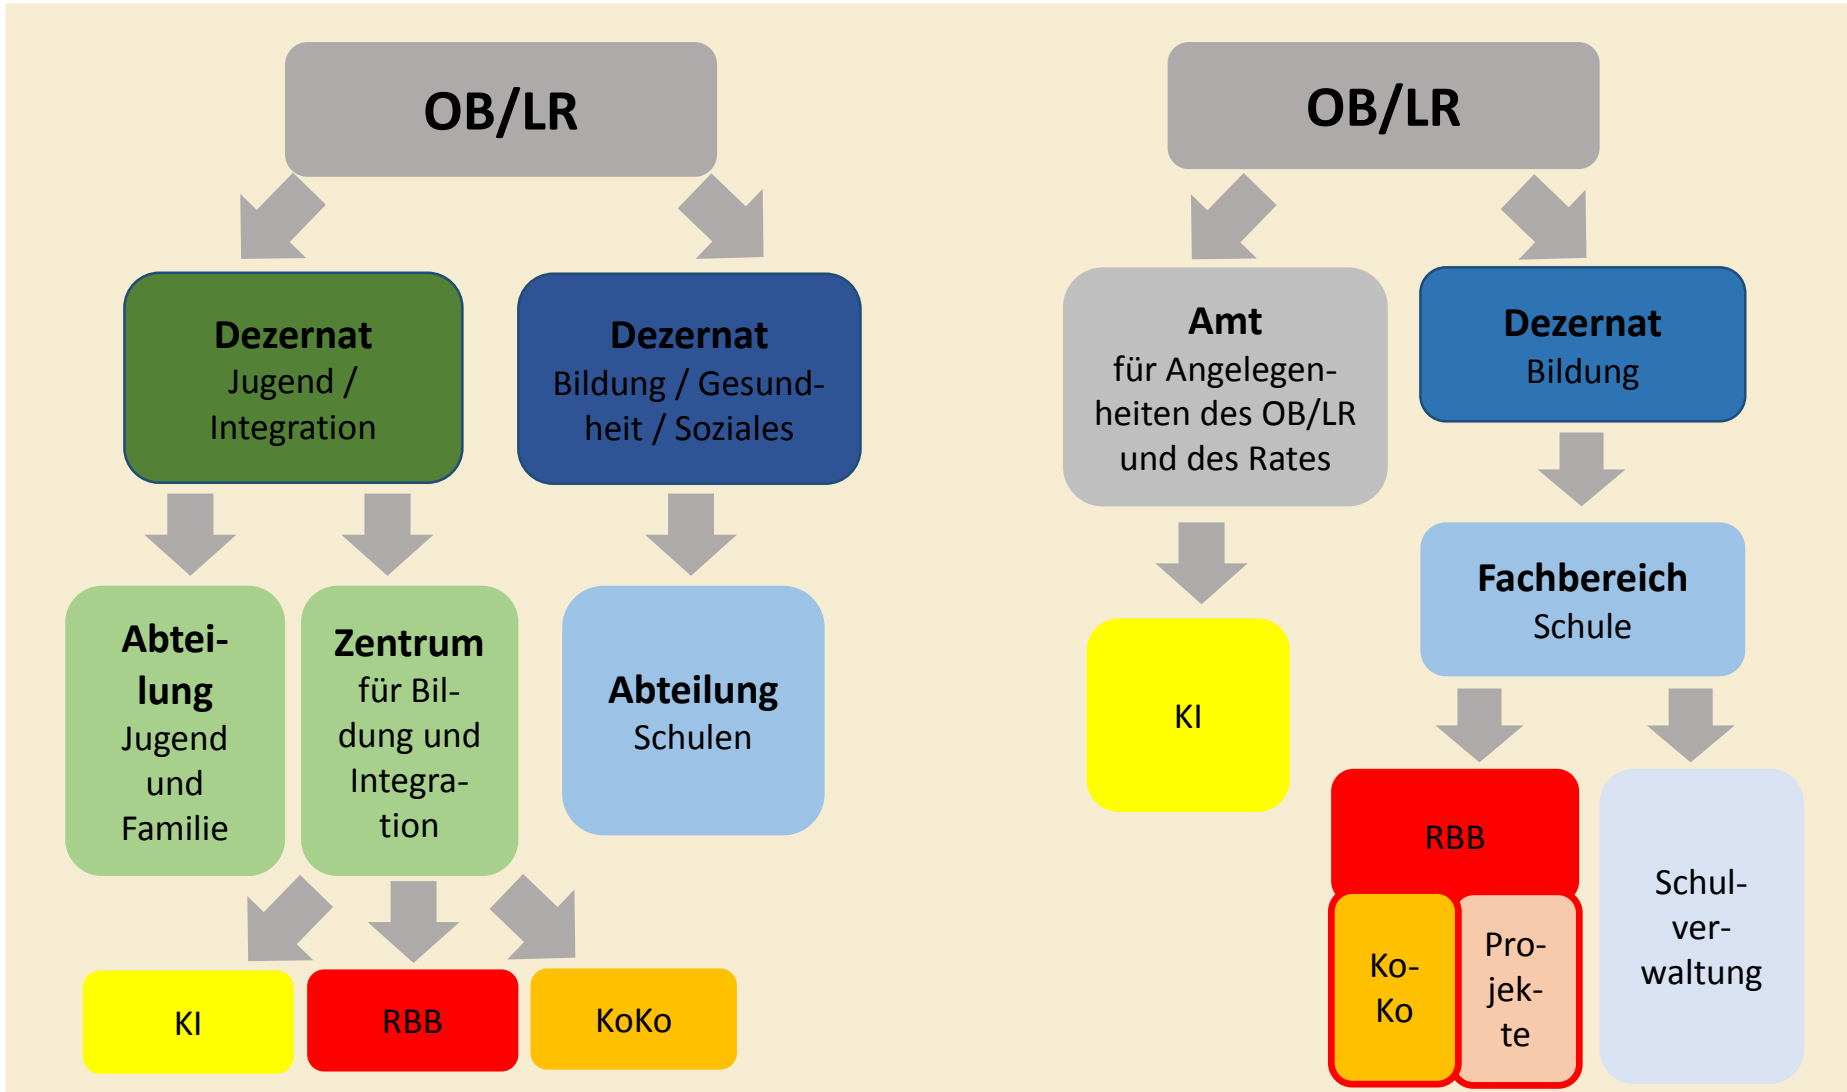 OB/LR
Dezernat
Jugend /
Integration
Dezernat
Bildung / Gesund-
heit / Soziales
Abtei-
lung
Jugend
und
Familie
Zentrum
für Bil-
dung und
Integra-
tion
Abteilung
Schulen
KI
RBB
KoKo
OB/LR
Amt
für Angelegen-
heiten des OB/LR
und des Rates
Dezernat
Bildung
KI
Fachbereich
Schule
RBB
Ko-
Ko
Pro-
jek-
te
Schul-
ver-
waltung